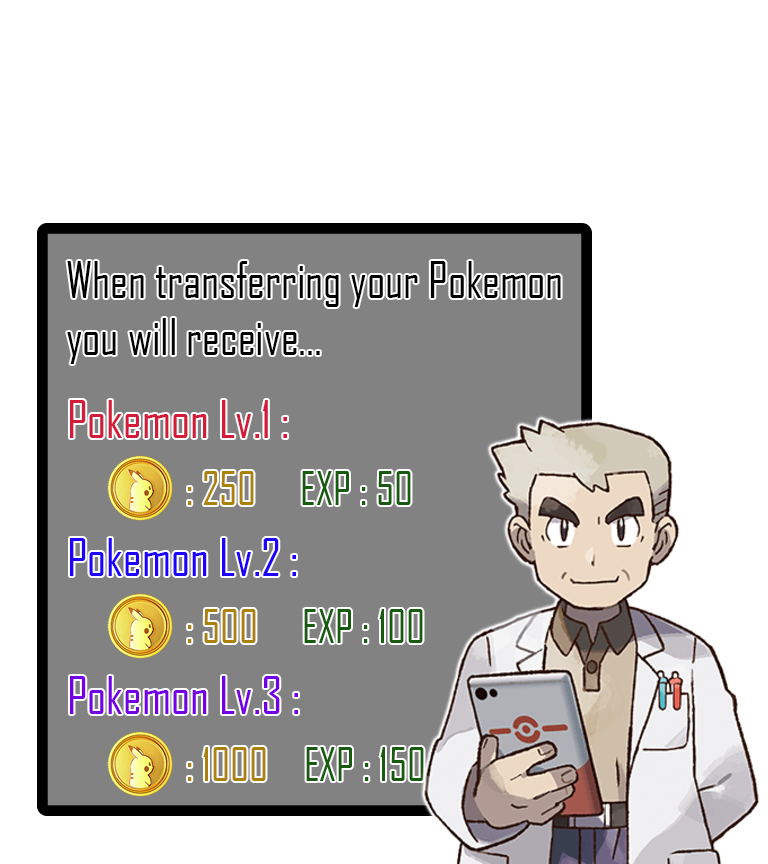 When transferring your Pokemon
you will receive...
Pokemon Lv.1 :
: 250 EXP : 50
Pokemon Lv.2 :
: 500 EXP : 100
Pokemon Lv.3 :
: 1000 EXP : 150